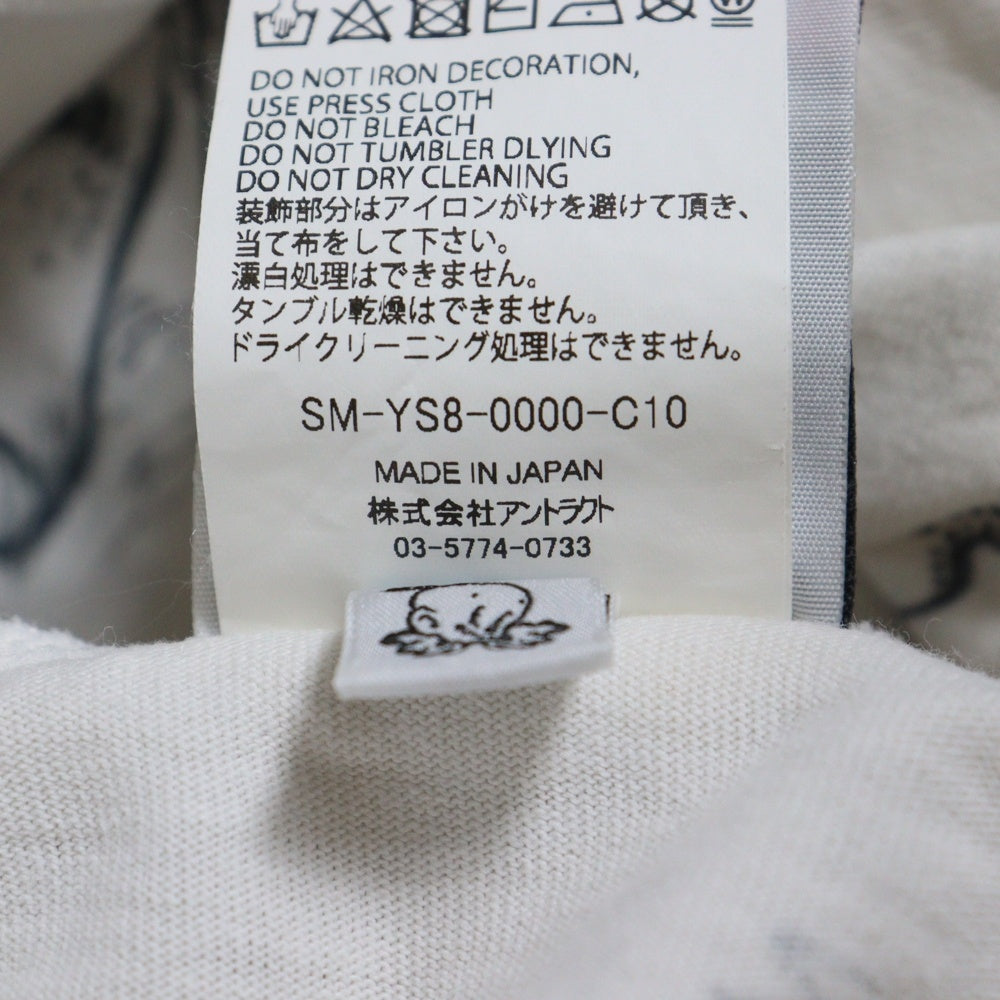 DO NOT IRON DECORATION,
USE PRESS CLOTH
DO NOT BLEACH
DO NOT TUMBLER DLYING
DO NOT DRY CLEANING
装飾部分はアイロンがけを避けて頂き、
当て布をして下さい。
漂白処理はできません。
タンブル乾燥はできません。
ドライクリーニング処理はできません。
SM-YS8-0000-C10
MADE IN JAPAN
株式会社アントラクト
03-5774-0733